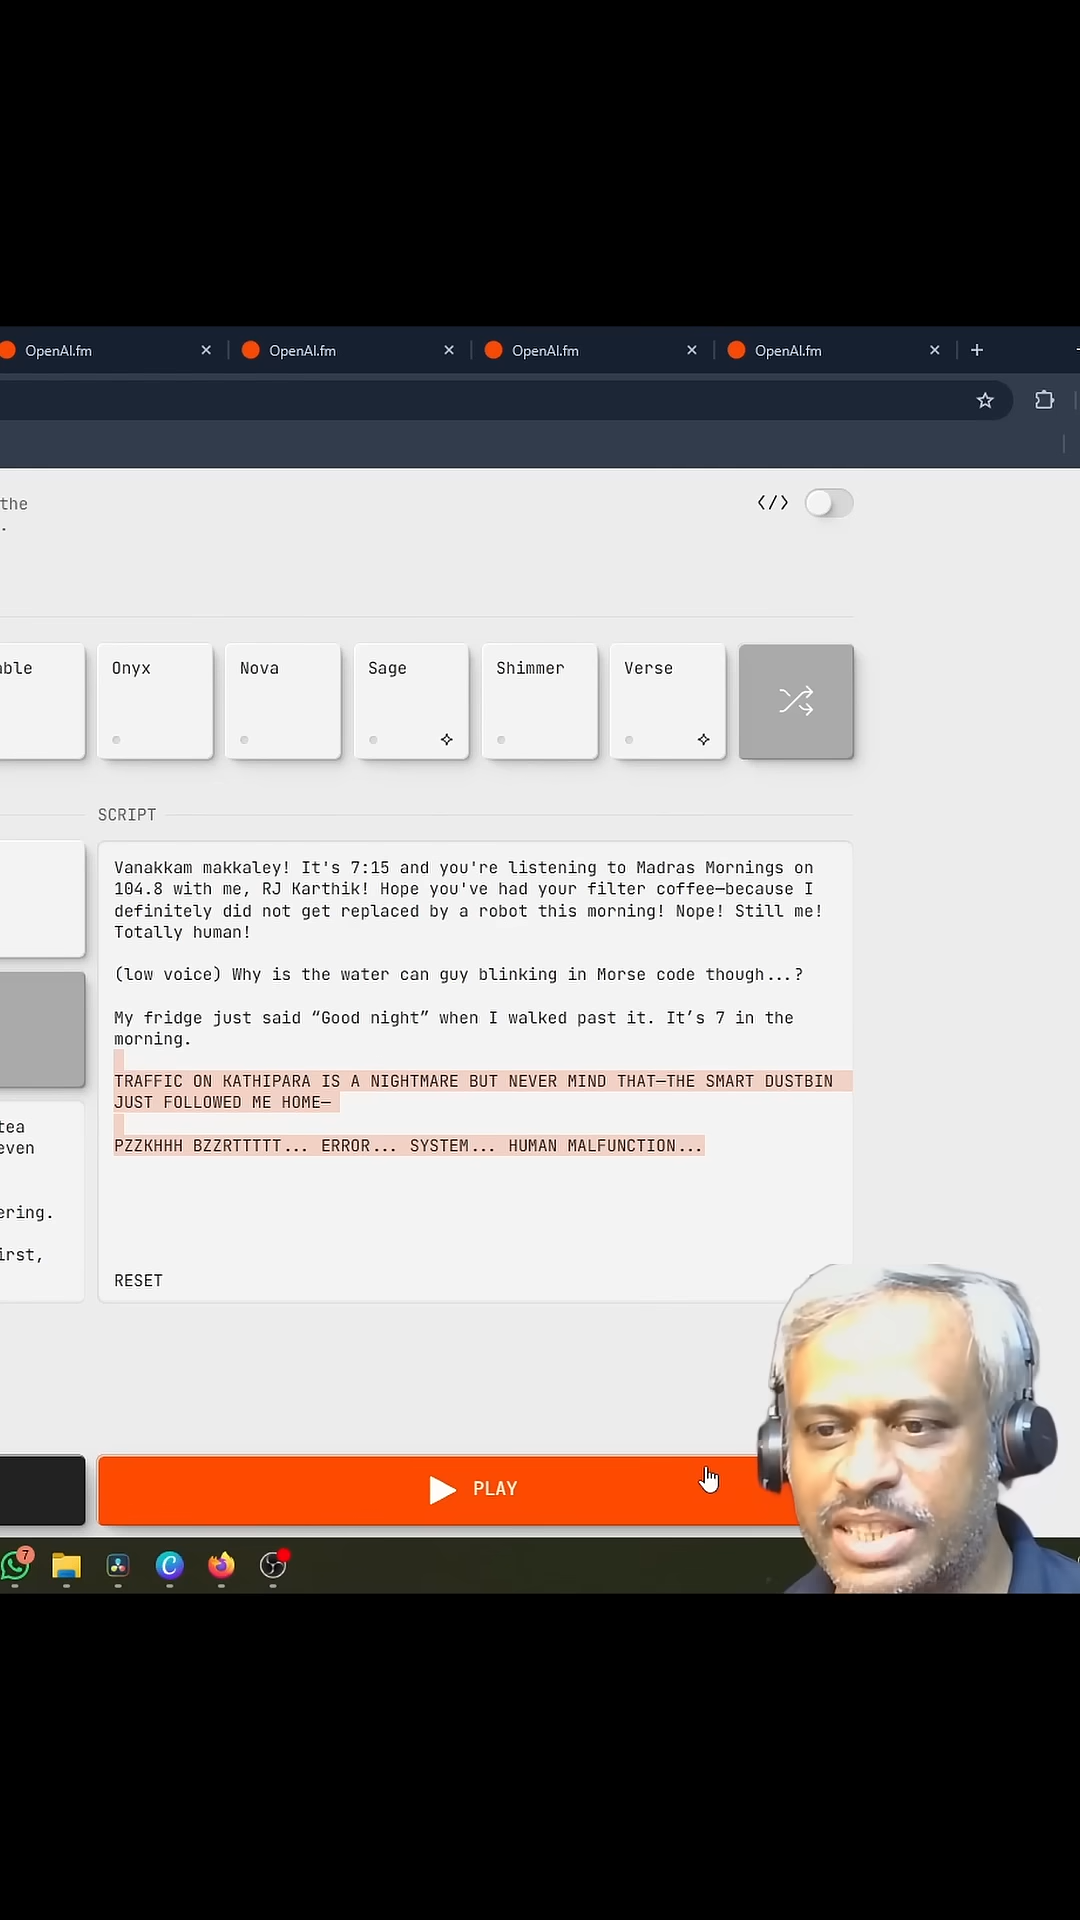 OpenAI.fm
OpenAI.fm
OpenAI.fm
OpenAI.fm
the
.
</>
able
Onyx
Nova
Sage
Shimmer
Verse
SCRIPT
Vanakkam makkaley! It's 7:15 and you're listening to Madras Mornings on
104.8 with me, RJ Karthik! Hope you've had your filter coffee—because I
definitely did not get replaced by a robot this morning! Nope! Still me!
Totally human!
(low voice) Why is the water can guy blinking in Morse code though...?
My fridge just said “Good night” when I walked past it. It’s 7 in the
morning.
TRAFFIC ON KATHIPARA IS A NIGHTMARE BUT NEVER MIND THAT—THE SMART DUSTBIN
JUST FOLLOWED ME HOME—
PZZKHHH BZZRTTTTT... ERROR... SYSTEM... HUMAN MALFUNCTION...
tea
even
ering.
irst,
RESET
PLAY
7